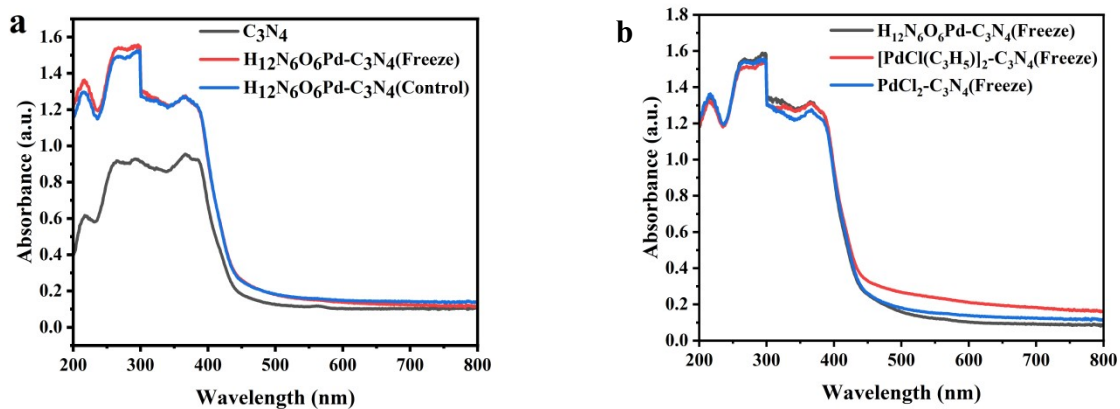 a
C₃N₄
H₁₂N₆O₆Pd-C₃N₄(Freeze)
H₁₂N₆O₆Pd-C₃N₄(Control)
1.6
1.4
1.2
1.0
0.8
0.6
0.4
0.2
0.0
Absorbance (a.u.)
200 300 400 500 600 700 800
Wavelength (nm)
b
H₁₂N₆O₆Pd-C₃N₄(Freeze)
[PdCl(C₃H₅)]₂-C₃N₄(Freeze)
PdCl₂-C₃N₄(Freeze)
1.8
1.6
1.4
1.2
1.0
0.8
0.6
0.4
0.2
0.0
Absorbance (a.u.)
200 300 400 500 600 700 800
Wavelength (nm)